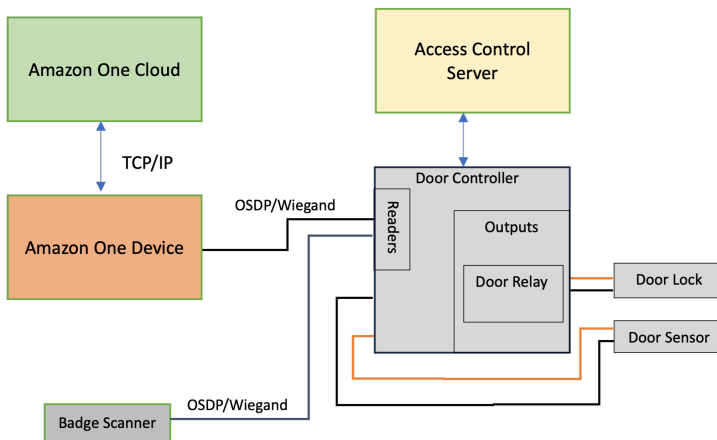 Amazon One Cloud
Access Control
Server
TCP/IP
Door Controller
OSDP/Wiegand
Readers
Amazon One Device
Outputs
Door Relay
Door Lock
Door Sensor
OSDP/Wiegand
Badge Scanner